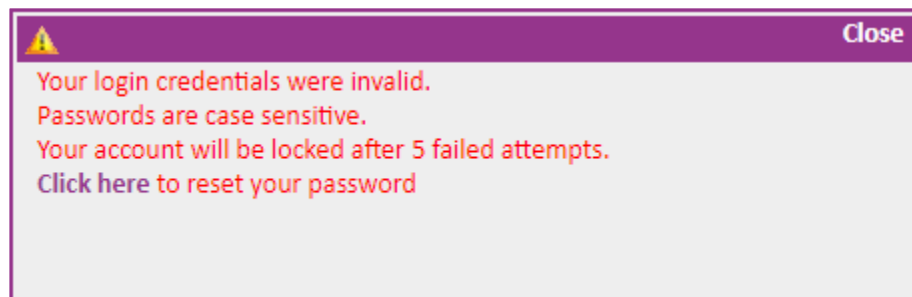 Close
Your login credentials were invalid.
Passwords are case sensitive.
Your account will be locked after 5 failed attempts.
Click here to reset your password